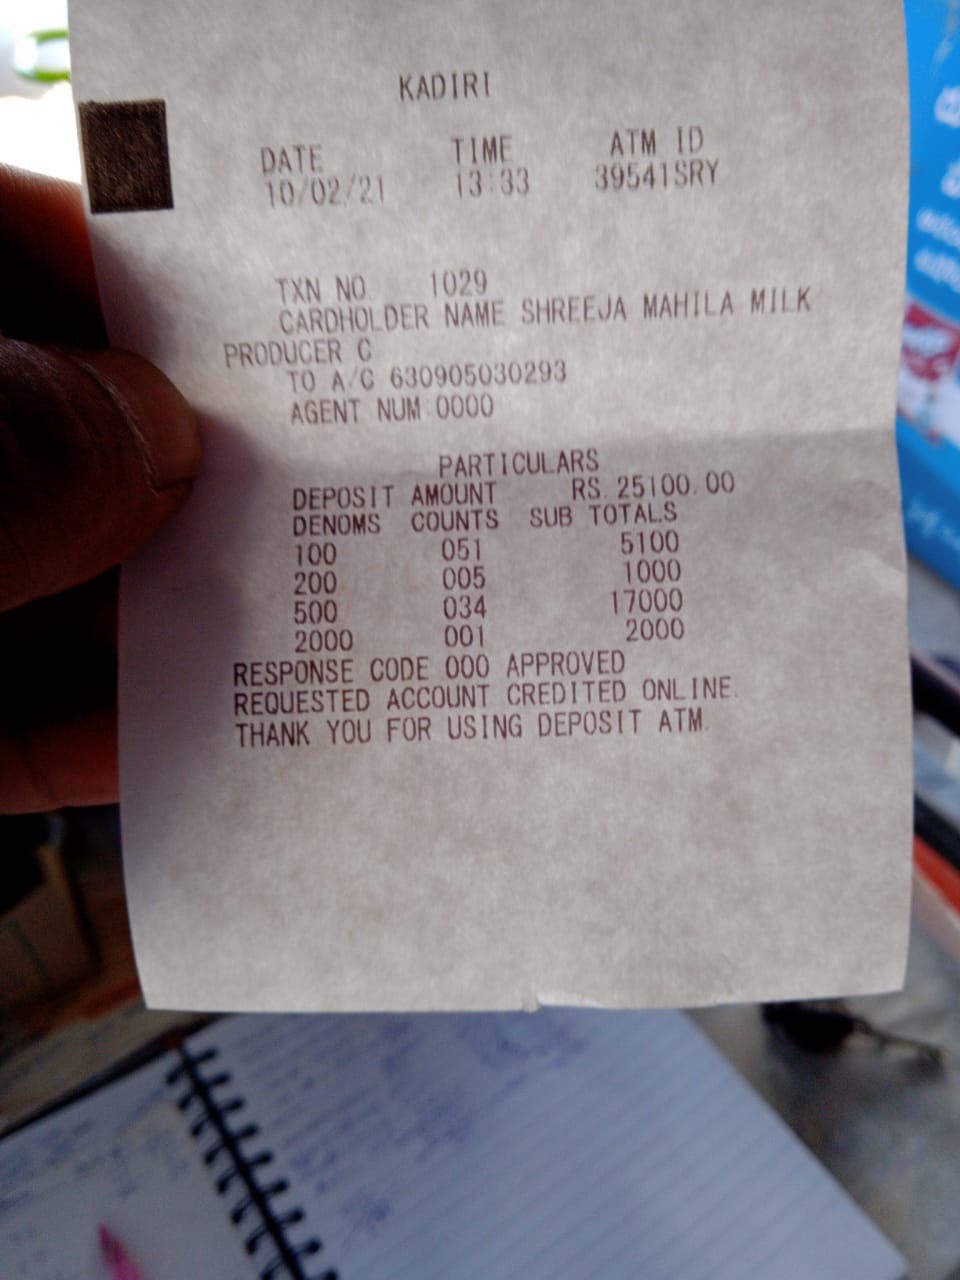 KADIRI
DATE TIME ATM ID
10/02/21 13:33 39541SRY
TXN NO. 1029
CARDHOLDER NAME SHREEJA MAHILA MILK
PRODUCER C
TO A/C 630905030293
AGENT NUM:0000
PARTICULARS
DEPOSIT AMOUNT RS. 25100.00
DENOMS COUNTS SUB TOTALS
100 051 5100
200 005 1000
500 034 17000
2000 001 2000
RESPONSE CODE 000 APPROVED
REQUESTED ACCOUNT CREDITED ONLINE.
THANK YOU FOR USING DEPOSIT ATM.